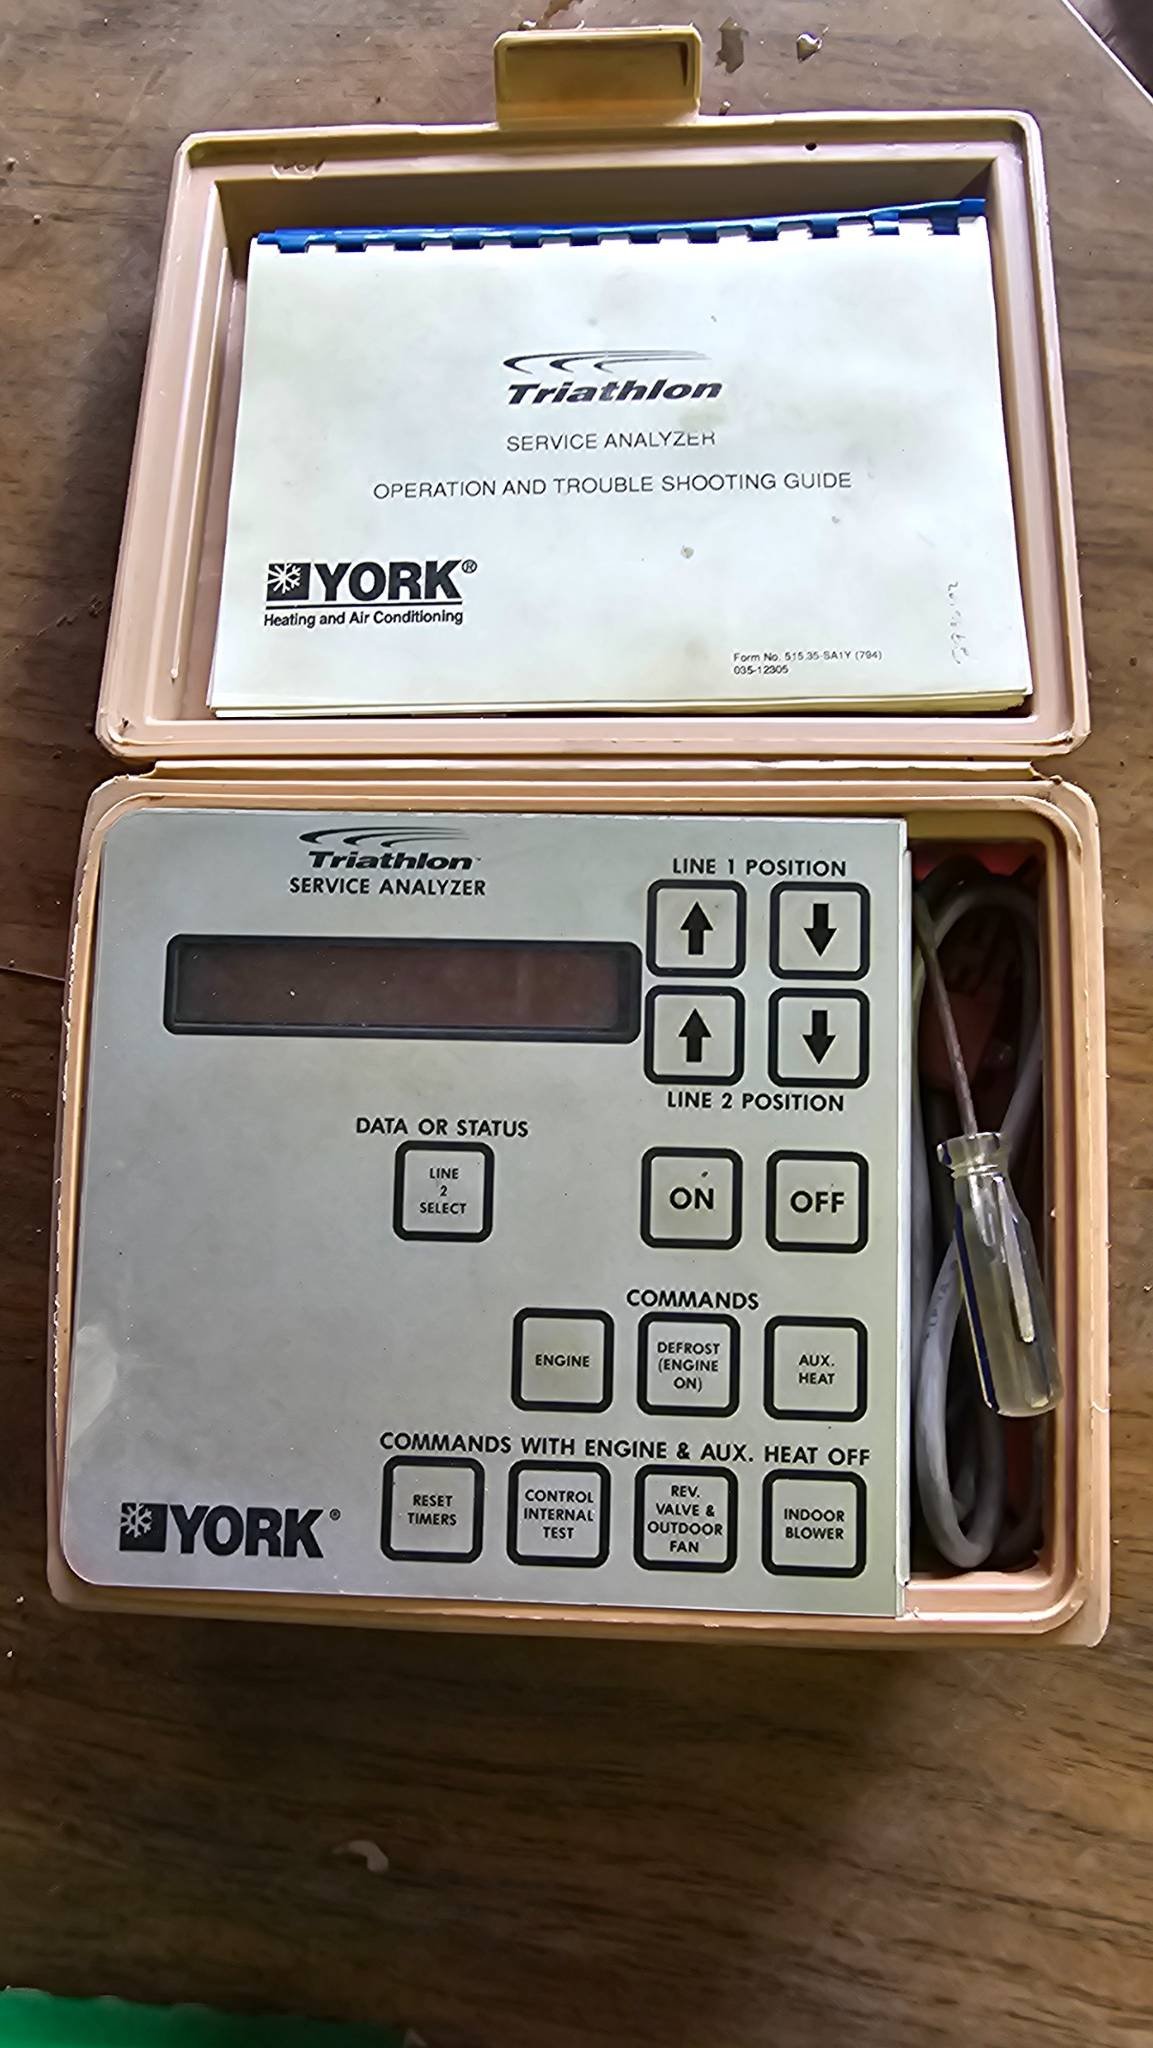 Triathlon
SERVICE ANALYZER
OPERATION AND TROUBLE SHOOTING GUIDE
YORK®
Heating and Air Conditioning
Form No. 515.35-SA1Y (794)
035-12305
Triathlon™
SERVICE ANALYZER
LINE 1 POSITION
LINE 2 POSITION
DATA OR STATUS
LINE
2
SELECT
ON
OFF
COMMANDS
ENGINE
DEFROST
(ENGINE
ON)
AUX.
HEAT
COMMANDS WITH ENGINE & AUX. HEAT OFF
RESET
TIMERS
CONTROL
INTERNAL
TEST
REV.
VALVE &
OUTDOOR
FAN
INDOOR
BLOWER
YORK®